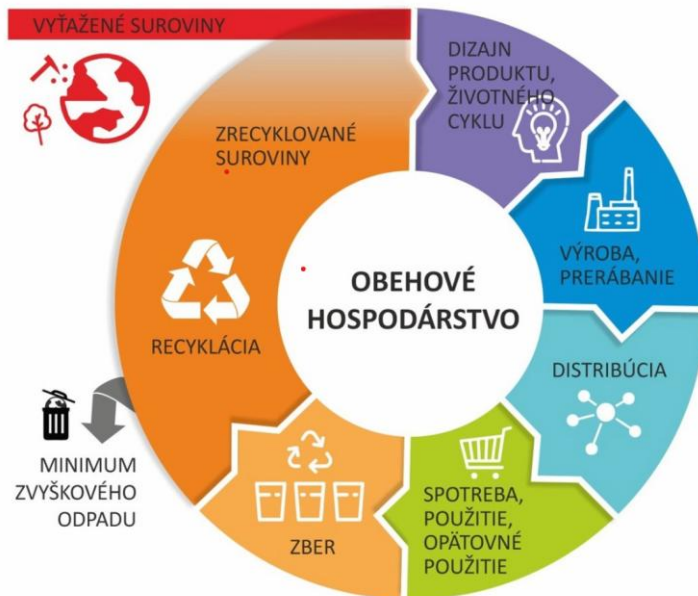 VYŤAŽENÉ SUROVINY
DIZAJN
PRODUKTU,
ŽIVOTNÉHO
CYKLU
ZRECYKLOVANÉ
SUROVINY
VÝROBA,
PRERÁBANIE
OBEHOVÉ
HOSPODÁRSTVO
RECYKLÁCIA
DISTRIBÚCIA
MINIMUM
ZVYŠKOVÉHO
ODPADU
SPOTREBA,
POUŽITIE,
OPÄTOVNÉ
POUŽITIE
ZBER